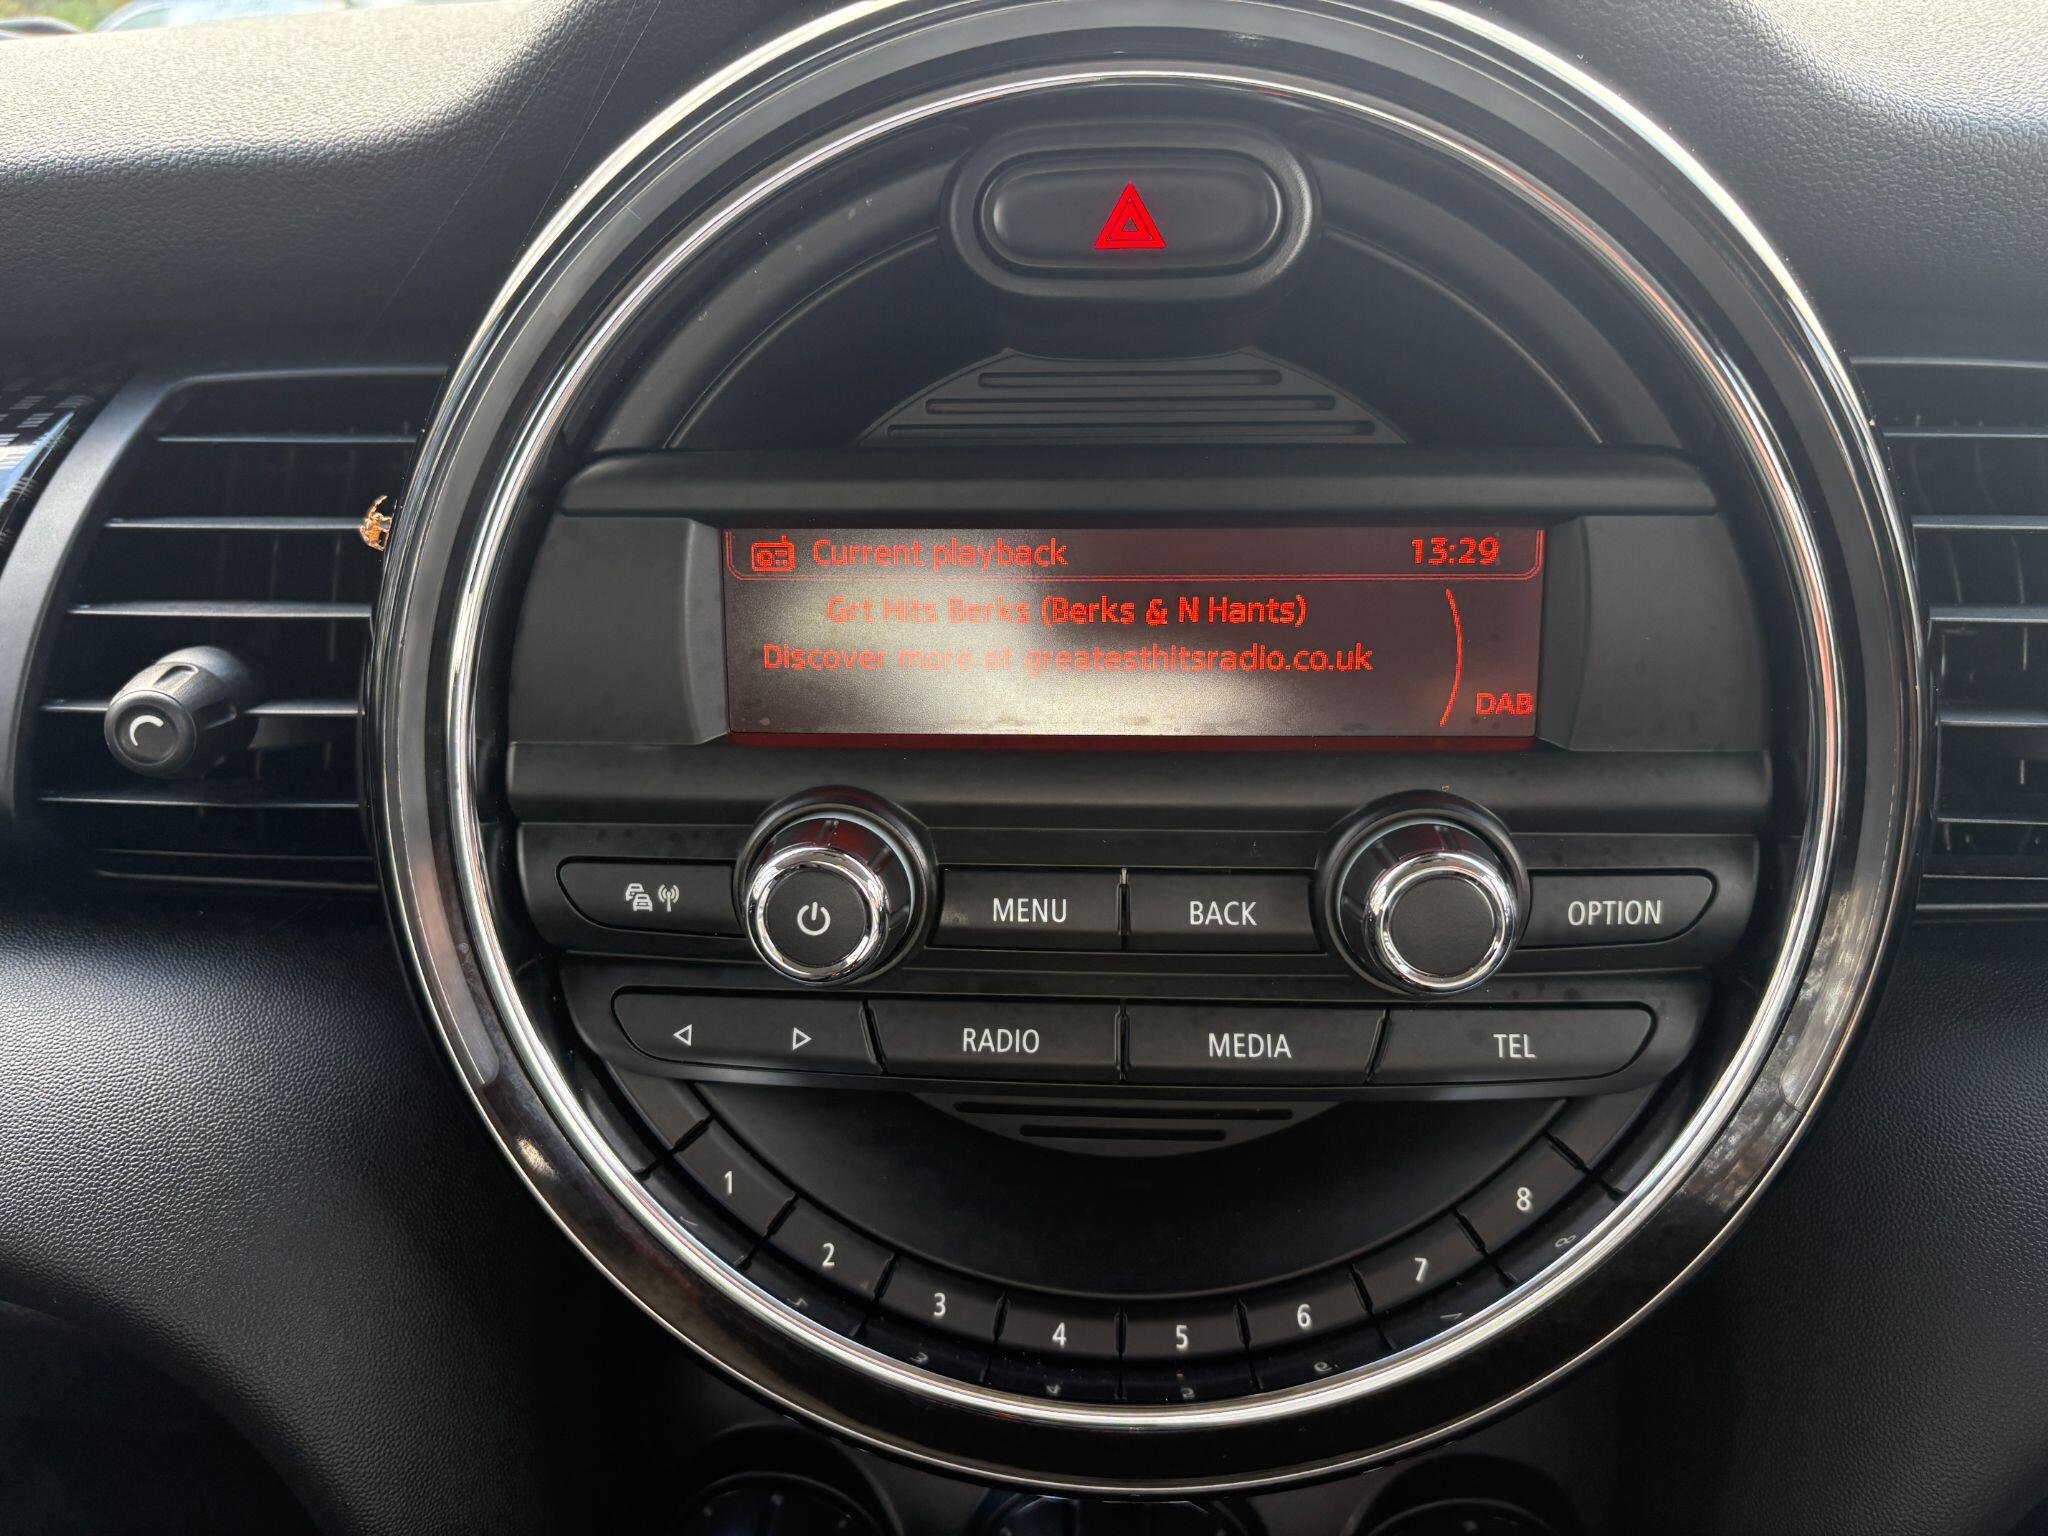 Current playback 13:29
Grt Hits Berks (Berks & N Hants)
Discover more at greatesthitsradio.co.uk
DAB
MENU BACK OPTION
RADIO MEDIA TEL
1 2 3 4 5 6 7 8